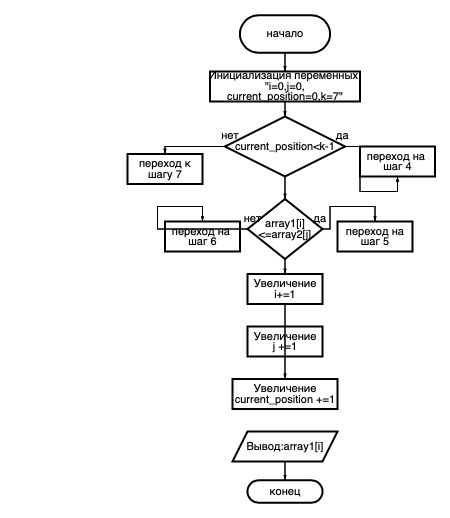 начало
Инициализация переменных
"i=0,j=0,
current_position=0,k=7"
нет
да
current_position<k-1
переход к
шагу 7
переход на
шаг 4
нет
да
array1[i]
<=array2[j]
переход на
шаг 6
переход на
шаг 5
Увеличение
i+=1
Увеличение
j +=1
Увеличение
current_position +=1
Вывод:array1[i]
конец